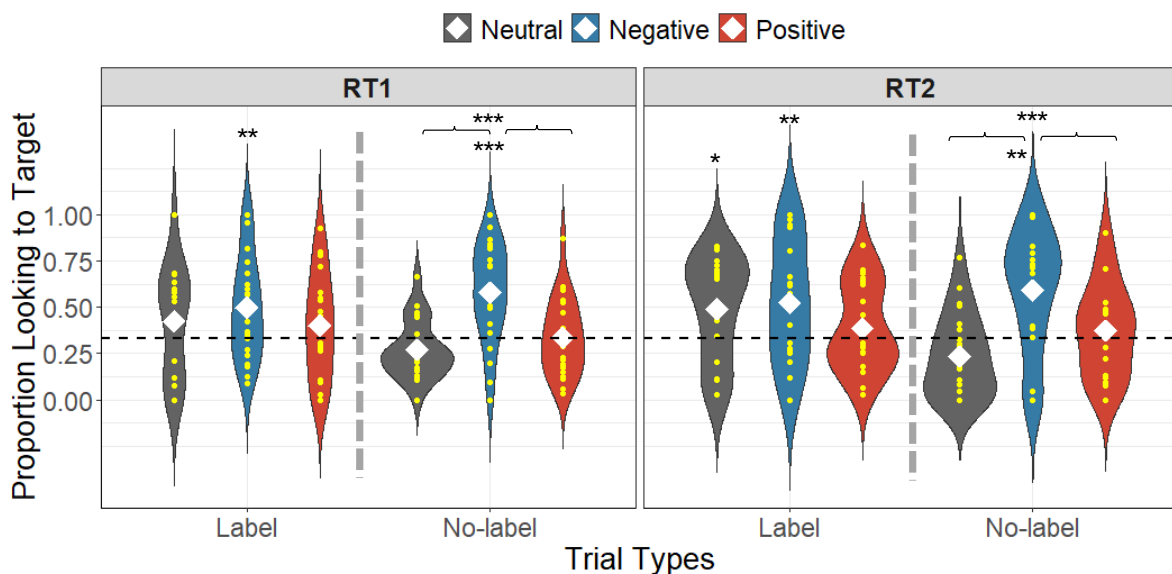 Neutral Negative Positive
RT1 RT2
** *** *** * ** *** **
Proportion Looking to Target
1.00
0.75
0.50
0.25
0.00
Label No-label Label No-label
Trial Types